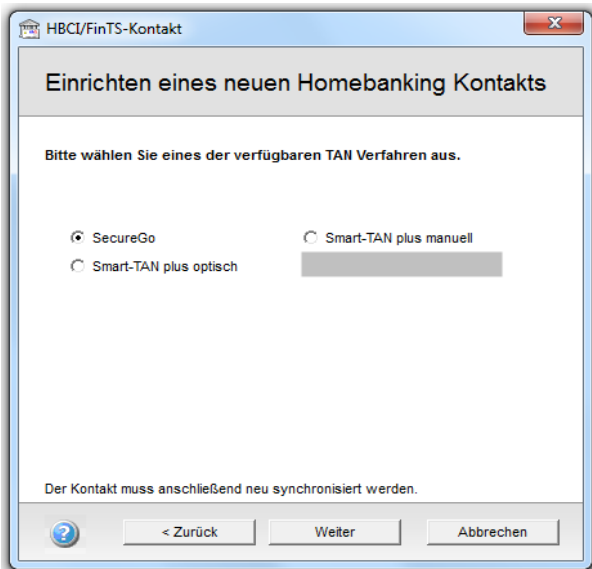 HBCI/FinTS-Kontakt
Einrichten eines neuen Homebanking Kontakts
Bitte wählen Sie eines der verfügbaren TAN Verfahren aus.
SecureGo
Smart-TAN plus manuell
Smart-TAN plus optisch
Der Kontakt muss anschließend neu synchronisiert werden.
< Zurück
Weiter
Abbrechen